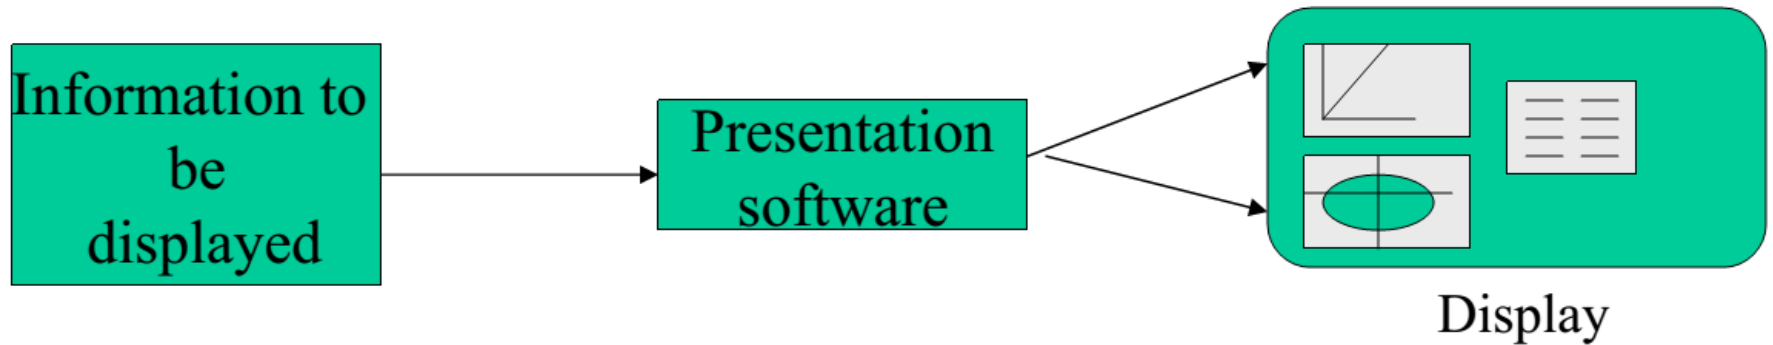 Information to
be
displayed
Presentation
software
Display